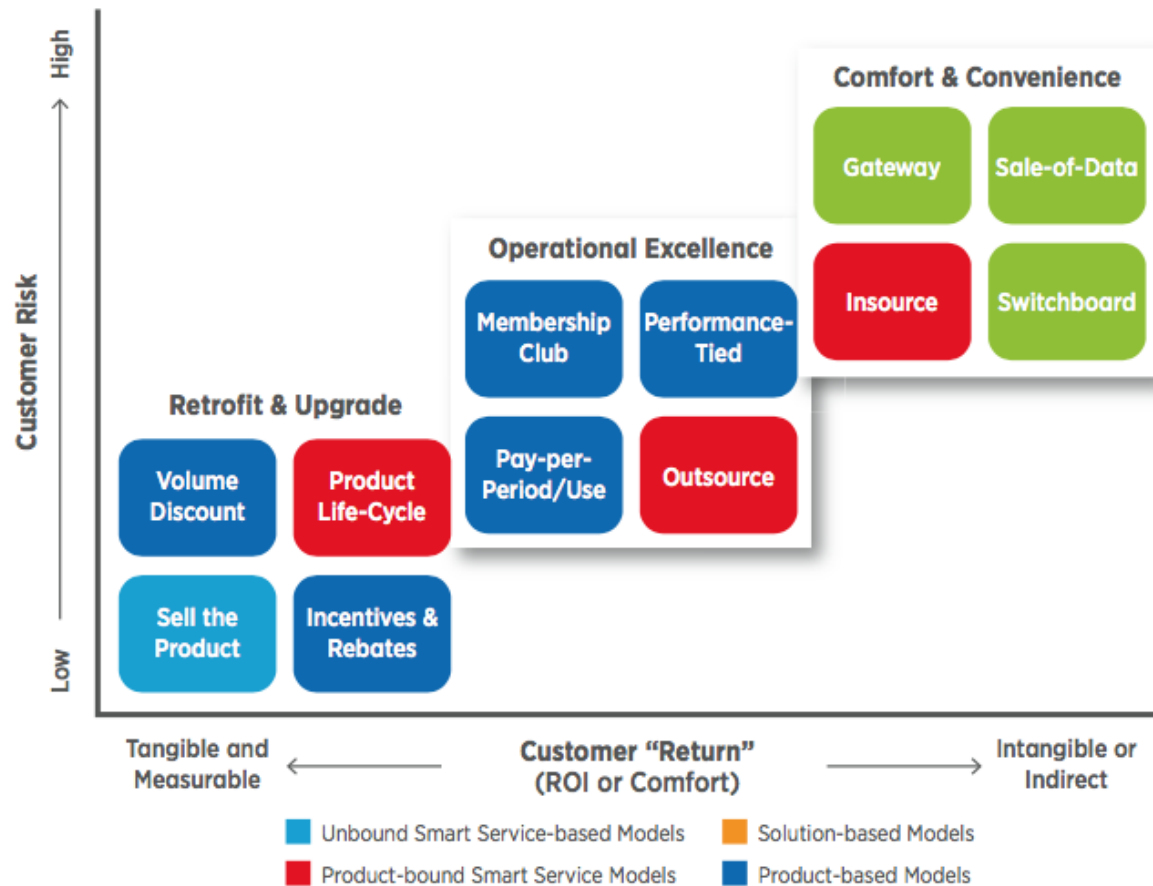 High
Customer Risk
Low
Comfort & Convenience
Gateway
Sale-of-Data
Insource
Switchboard
Operational Excellence
Membership
Club
Performance-
Tied
Pay-per-
Period/Use
Outsource
Retrofit & Upgrade
Volume
Discount
Product
Life-Cycle
Sell the
Product
Incentives &
Rebates
Tangible and
Measurable
Customer “Return”
(ROI or Comfort)
Intangible or
Indirect
Unbound Smart Service-based Models
Solution-based Models
Product-bound Smart Service Models
Product-based Models